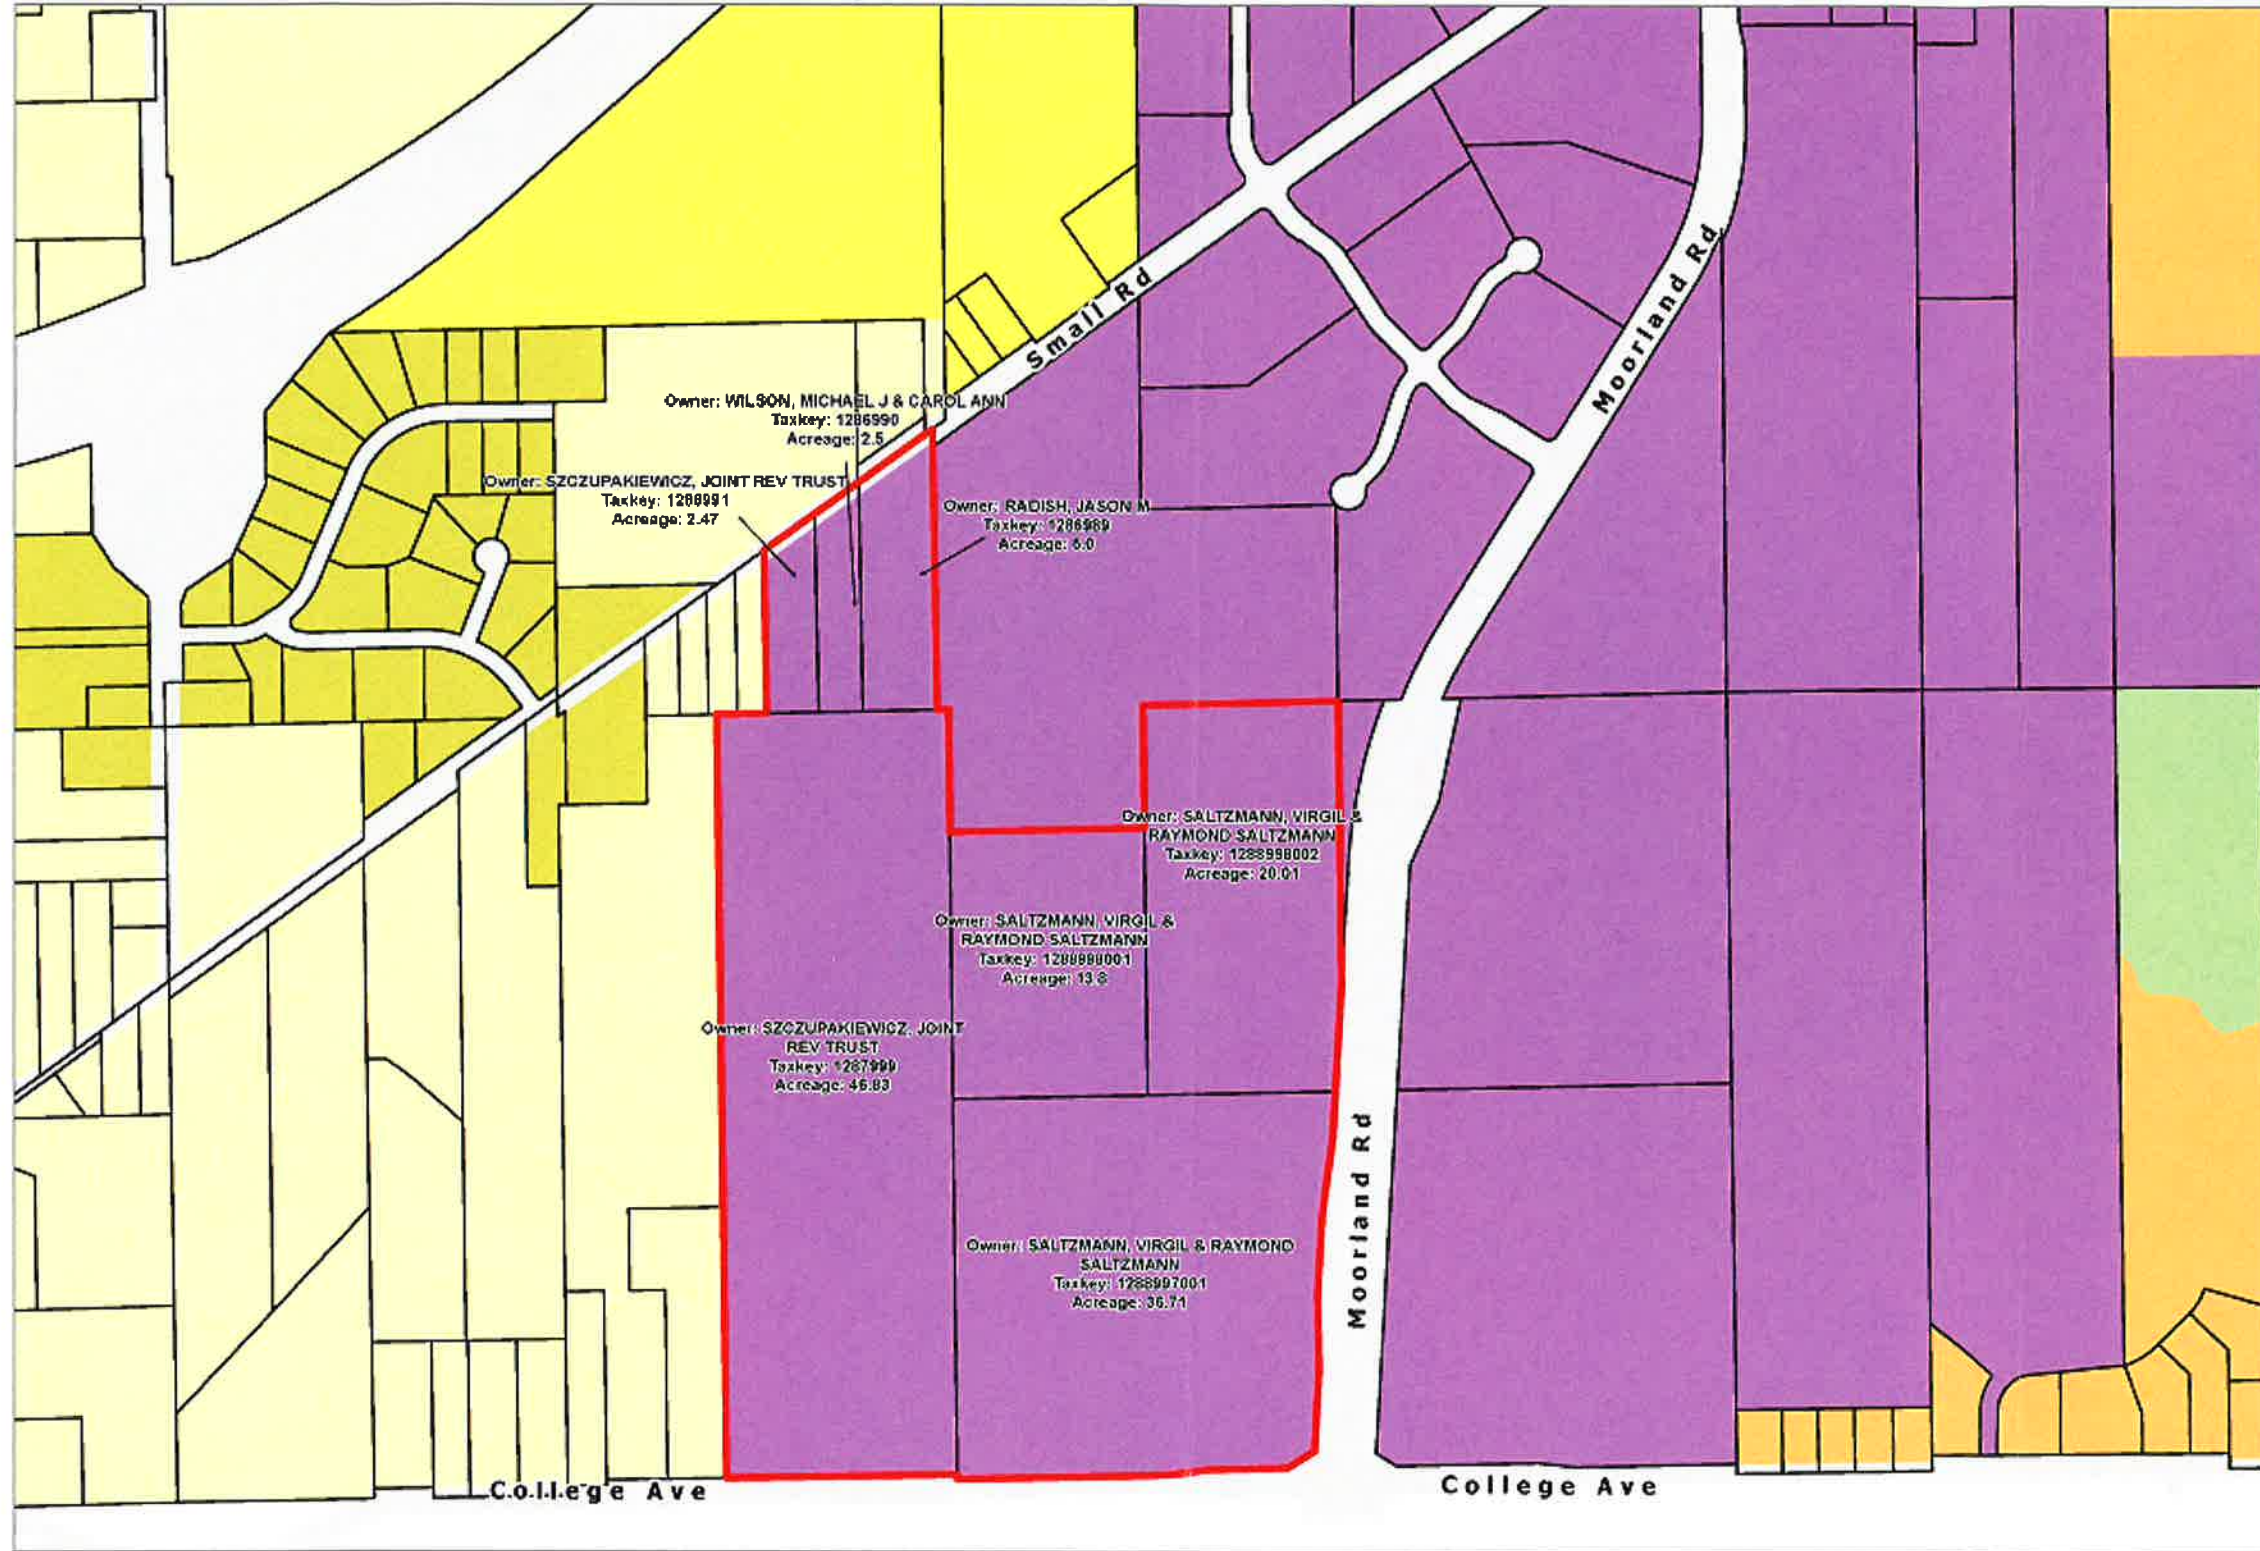 Small Rd
Moorland Rd
Owner: WILSON, MICHAEL J & CAROL ANN
Taxkey: 1286990
Acreage: 2.5
Owner: SZCZUPAKIEWICZ, JOINT REV TRUST
Taxkey: 1286991
Acreage: 2.47
Owner: RADISH, JASON M
Taxkey: 1286989
Acreage: 5.0
Owner: SALTZMANN, VIRGIL &
RAYMOND SALTZMANN
Taxkey: 1288998002
Acreage: 20.01
Owner: SALTZMANN, VIRGIL &
RAYMOND SALTZMANN
Taxkey: 1288998001
Acreage: 13.8
Owner: SZCZUPAKIEWICZ, JOINT
REV TRUST
Taxkey: 1287999
Acreage: 46.83
Moorland Rd
Owner: SALTZMANN, VIRGIL & RAYMOND
SALTZMANN
Taxkey: 1288997001
Acreage: 36.71
College Ave
College Ave